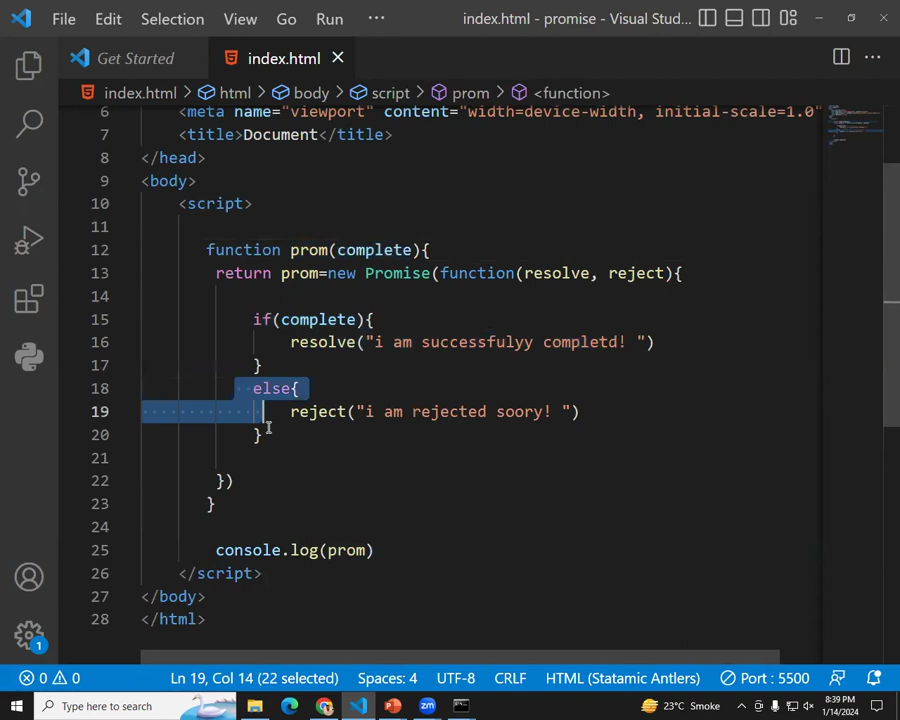 File Edit Selection View Go Run ··· index.html - promise - Visual Stud...
Get Started index.html
index.html > html > body > script > prom > <function>
6 <meta name="viewport" content="width=device-width, initial-scale=1.0"
7 <title>Document</title>
8 </head>
9 <body>
10 <script>
11
12 function prom(complete){
13 return prom=new Promise(function(resolve, reject){
14
15 if(complete){
16 resolve("i am successfulyy completd! ")
17 }
18 else{
19 reject("i am rejected soory! ")
20 }
21
22 })
23 }
24
25 console.log(prom)
26 </script>
27 </body>
28 </html>
1
0 0 Ln 19, Col 14 (22 selected) Spaces: 4 UTF-8 CRLF HTML (Statamic Antlers) Port : 5500
Type here to search 23°C Smoke 8:39 PM
1/14/2024